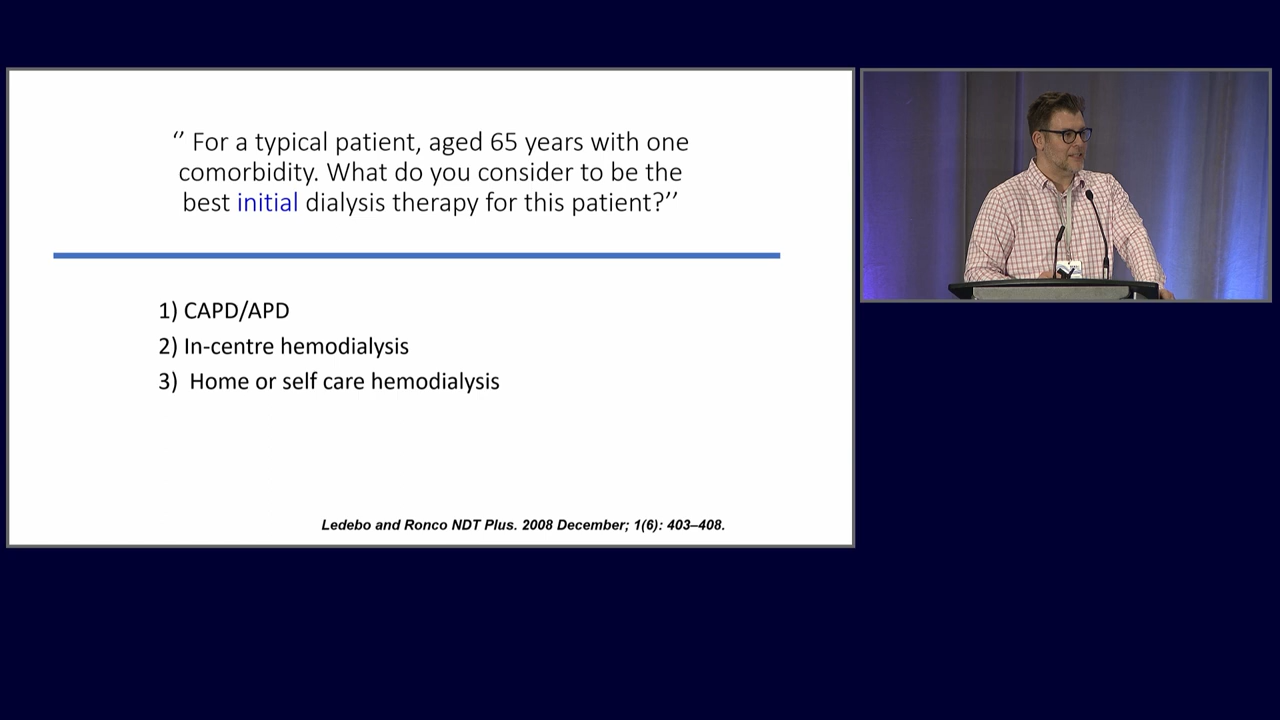 ‘’ For a typical patient, aged 65 years with one
comorbidity. What do you consider to be the
best initial dialysis therapy for this patient?’’
1) CAPD/APD
2) In-centre hemodialysis
3)  Home or self care hemodialysis
Ledebo and Ronco NDT Plus. 2008 December; 1(6): 403–408.